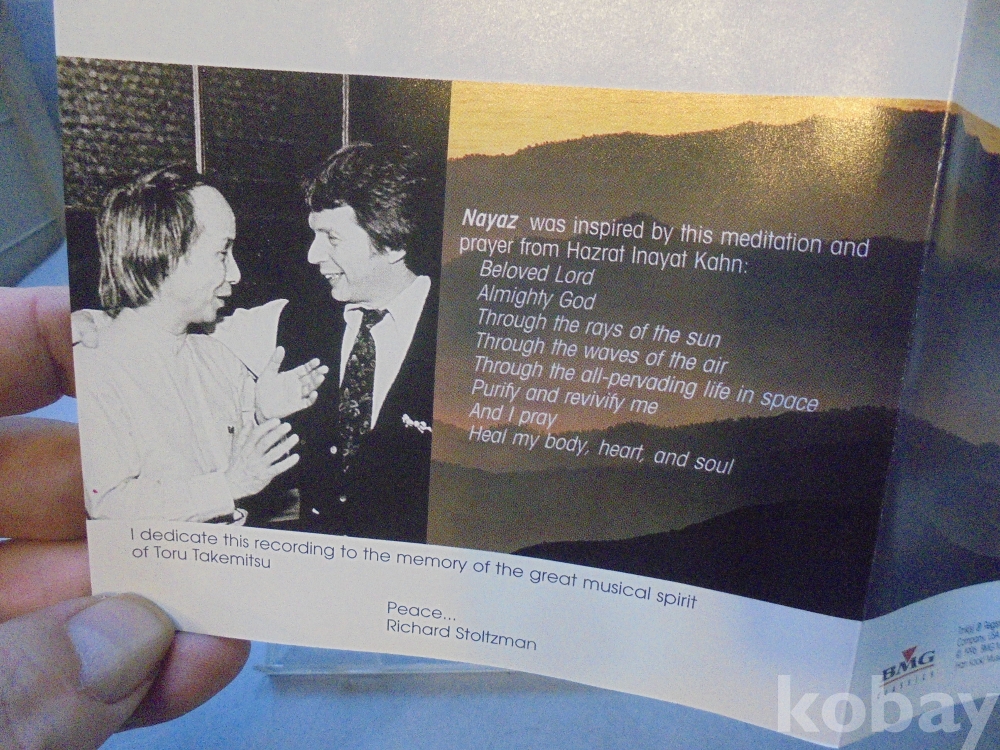 Nayaz was inspired by this meditation and
prayer from Hazrat Inayat Kahn:
Beloved Lord
Almighty God
Through the rays of the sun
Through the waves of the air
Through the all-pervading life in space
Purify and revivify me
And I pray
Heal my body, heart, and soul
I dedicate this recording to the memory of the great musical spirit
of Toru Takemitsu
Peace...
Richard Stoltzman
BMG
CLASSICS
kobay